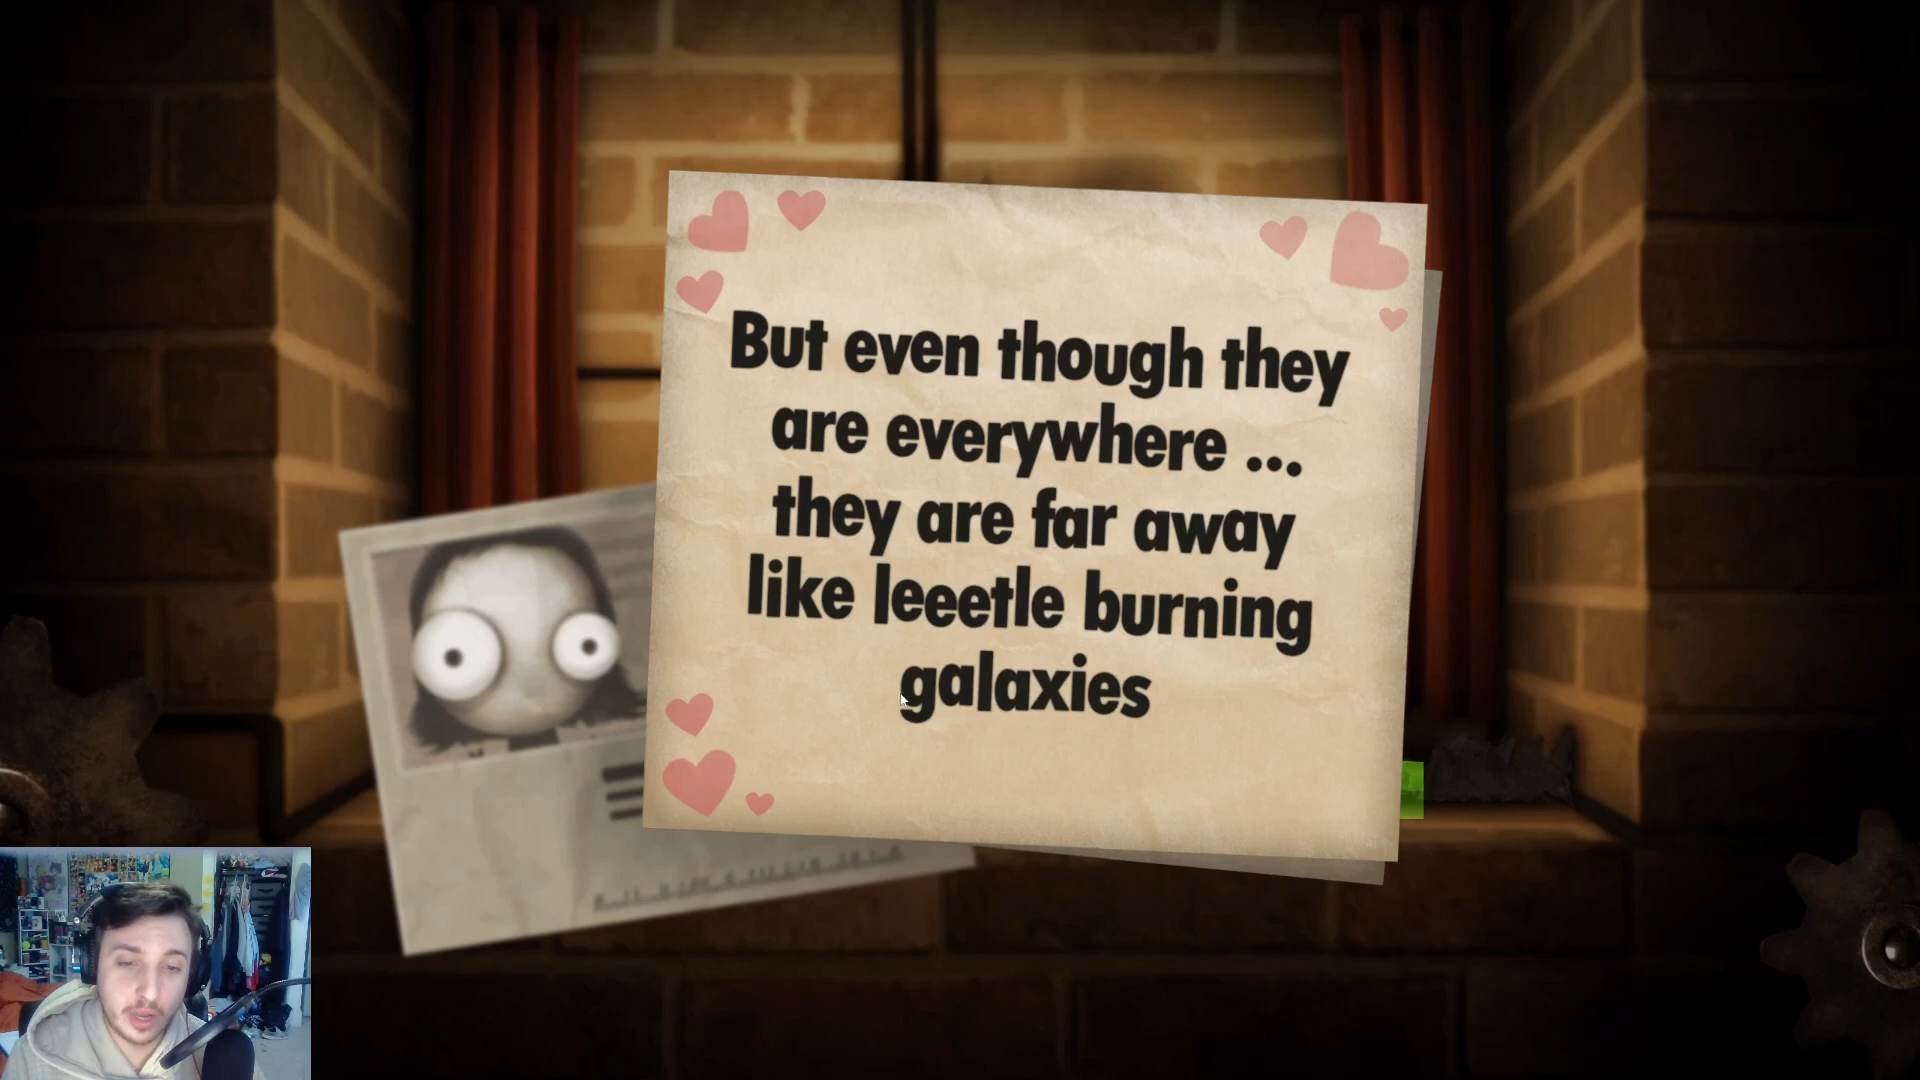 But even though they
are everywhere ...
they are far away
like leeetle burning
galaxies